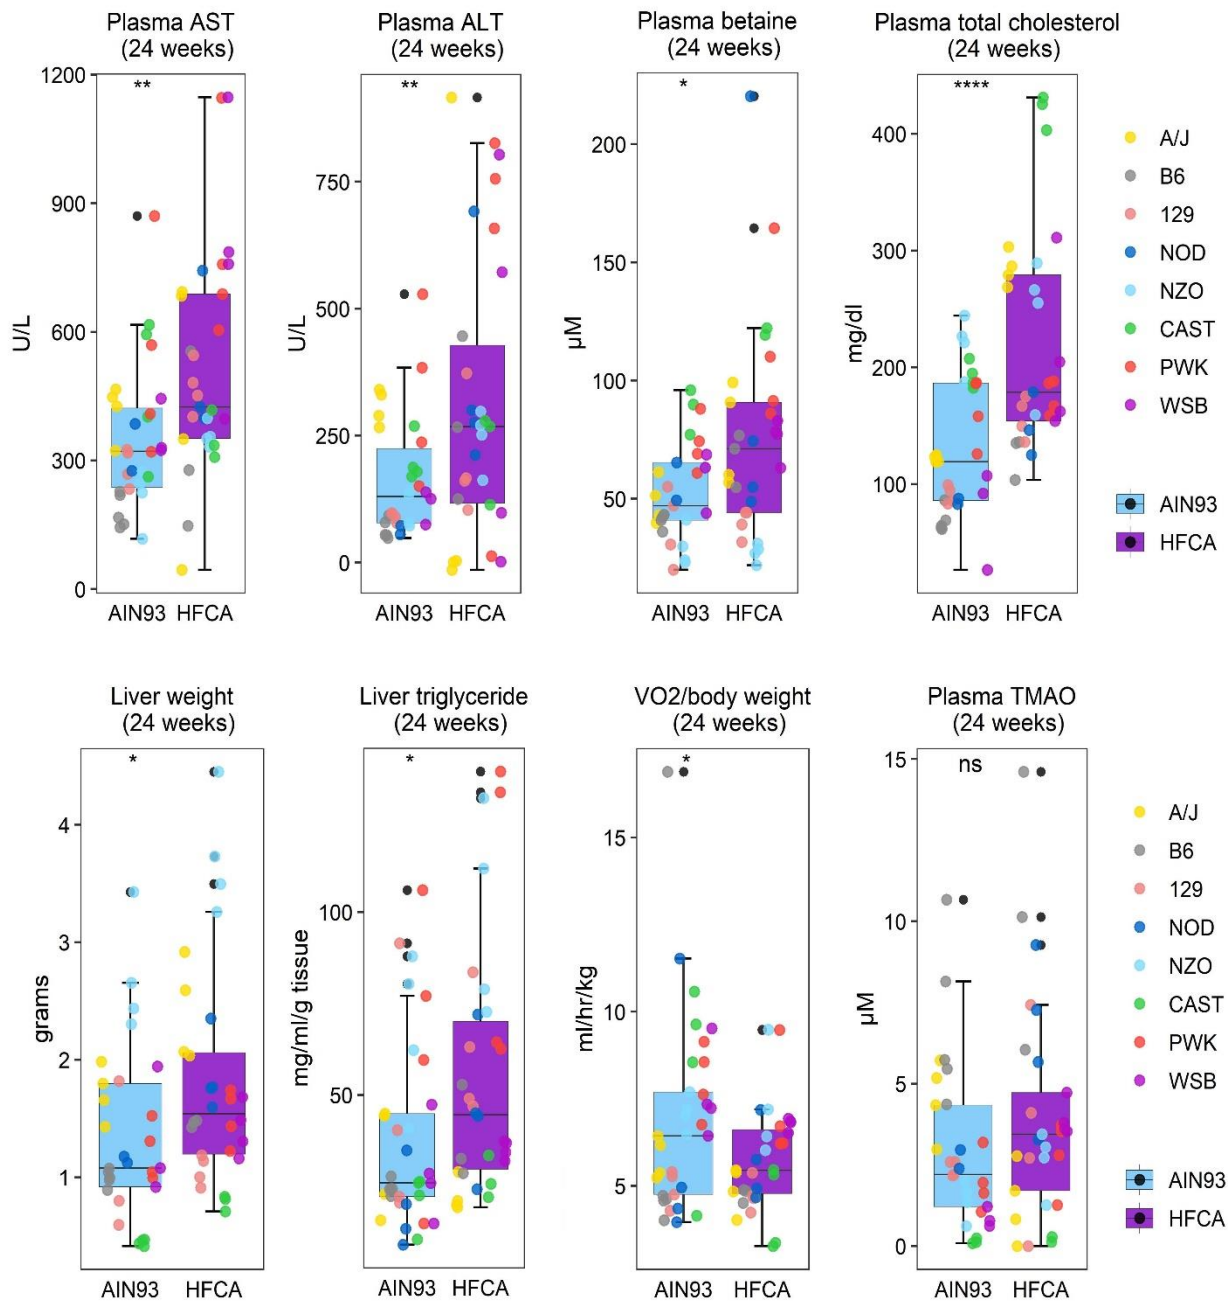 Plasma AST
(24 weeks)
Plasma ALT
(24 weeks)
Plasma betaine
(24 weeks)
Plasma total cholesterol
(24 weeks)
1200
900
600
300
0
U/L
**
AIN93 HFCA
750
500
250
0
U/L
**
AIN93 HFCA
200
150
100
50
µM
*
AIN93 HFCA
400
300
200
100
mg/dl
****
AIN93 HFCA
A/J
B6
129
NOD
NZO
CAST
PWK
WSB
AIN93
HFCA
Liver weight
(24 weeks)
Liver triglyceride
(24 weeks)
VO2/body weight
(24 weeks)
Plasma TMAO
(24 weeks)
4
3
2
1
grams
*
AIN93 HFCA
100
50
mg/ml/g tissue
*
AIN93 HFCA
15
10
5
ml/hr/kg
*
AIN93 HFCA
15
10
5
0
µM
ns
AIN93 HFCA
A/J
B6
129
NOD
NZO
CAST
PWK
WSB
AIN93
HFCA